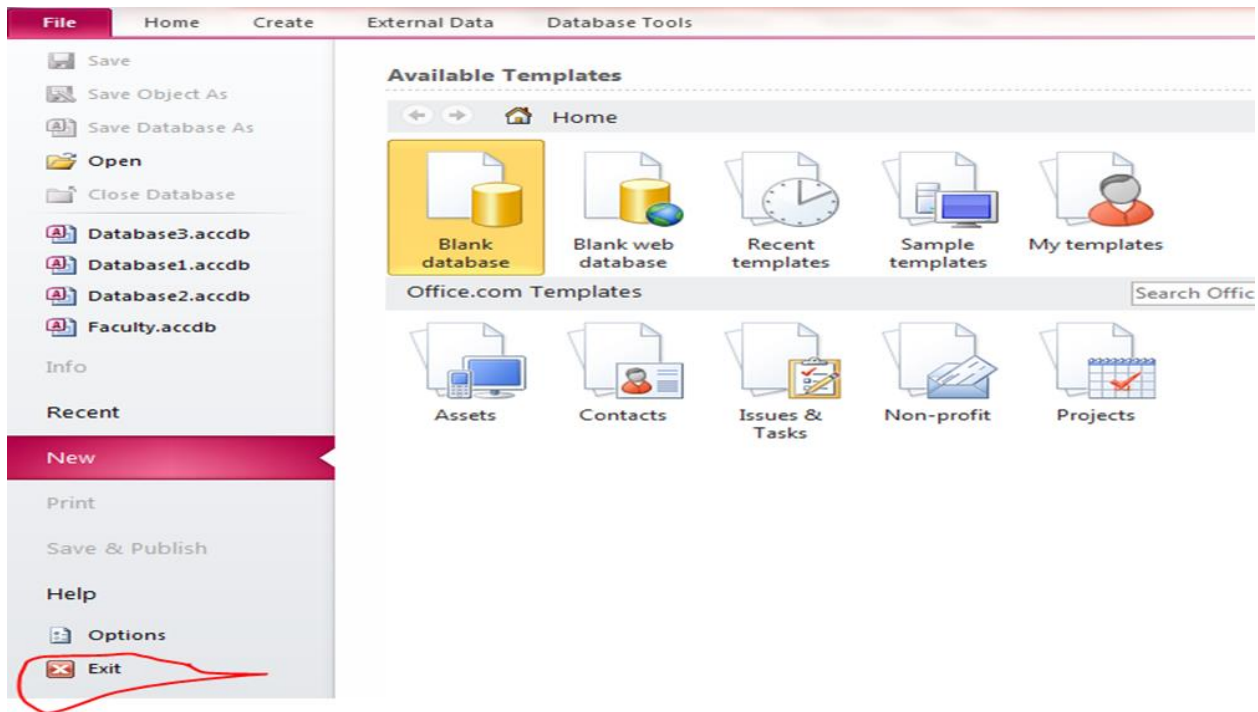 File Home Create External Data Database Tools
Save
Save Object As
Save Database As
Open
Close Database
Database3.accdb
Database1.accdb
Database2.accdb
Faculty.accdb
Info
Recent
New
Print
Save & Publish
Help
Options
Exit
Available Templates
Home
Blank
database
Blank web
database
Recent
templates
Sample
templates
My templates
Office.com Templates
Search Offic
Assets
Contacts
Issues &
Tasks
Non-profit
Projects